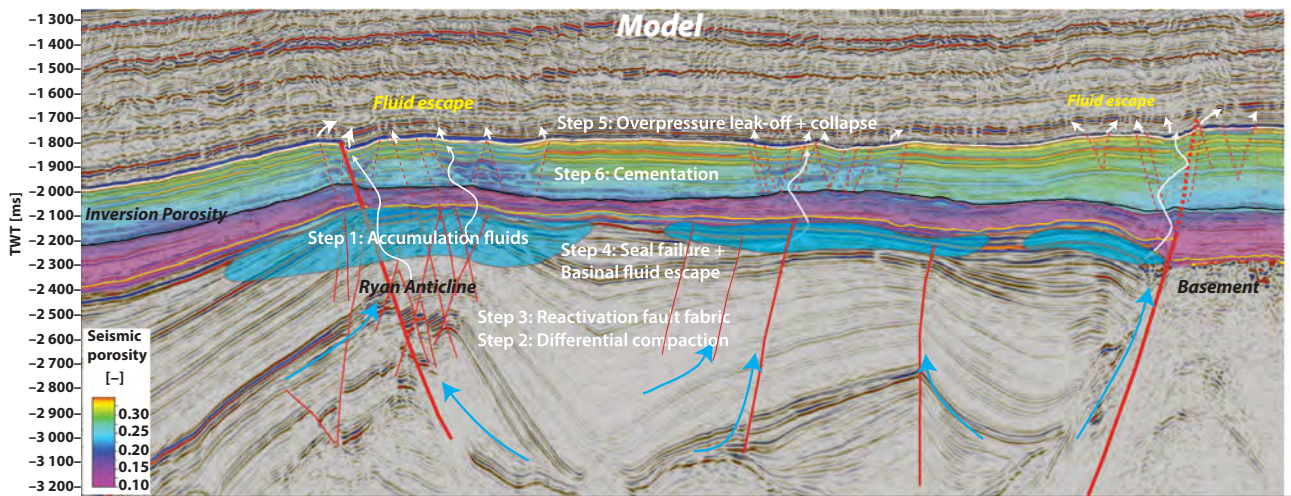 Model
Fluid escape
Fluid escape
Step 5: Overpressure leak-off + collapse
Step 6: Cementation
Inversion Porosity
Step 1: Accumulation fluids
Step 4: Seal failure +
Basinal fluid escape
Ryan Anticline
Basement
Step 3: Reactivation fault fabric
Step 2: Differential compaction
TWT [ms]
–1 300
–1 400
–1 500
–1 600
–1 700
–1 800
–1 900
–2 000
–2 100
–2 200
–2 300
–2 400
–2 500
–2 600
–2 700
–2 800
–2 900
–3 000
–3 100
–3 200
Seismic
porosity
[–]
0.30
0.25
0.20
0.15
0.10